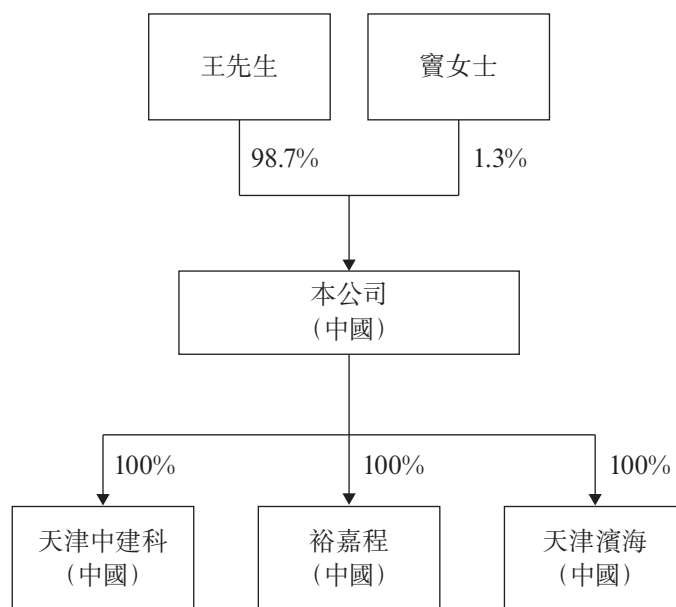 王先生
竇女士
98.7%
1.3%
本公司
（中國）
100%
100%
100%
天津中建科
（中國）
裕嘉程
（中國）
天津濱海
（中國）